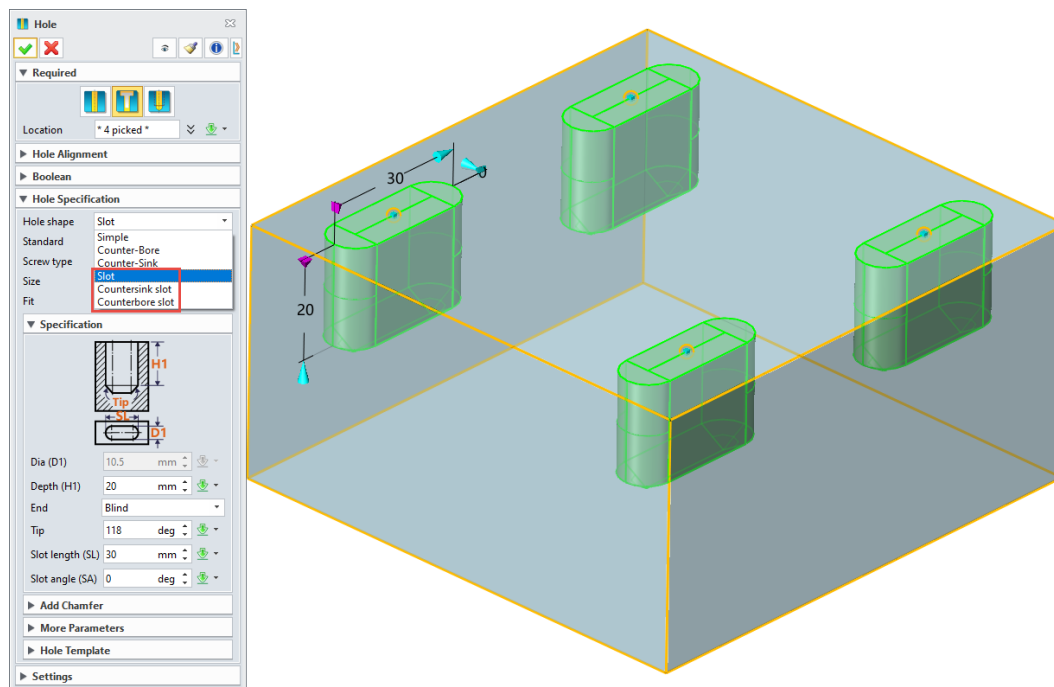 Hole
Required
Location * 4 picked *
Hole Alignment
Boolean
Hole Specification
Hole shape Slot
Standard
Screw type
Size
Fit
Simple
Counter-Bore
Counter-Sink
Slot
Countersink slot
Counterbore slot
Specification
H1
Tip
SL
D1
Dia (D1) 10.5 mm
Depth (H1) 20 mm
End Blind
Tip 118 deg
Slot length (SL) 30 mm
Slot angle (SA) 0 deg
Add Chamfer
More Parameters
Hole Template
Settings
30
0
20